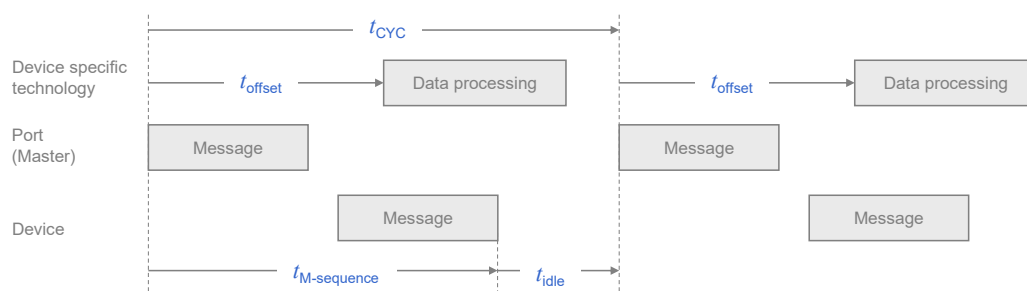 tCYC
Device specific
technology
toffset
Data processing
toffset
Data processing
Port
(Master)
Message
Message
Device
Message
Message
tM-sequence
tidle